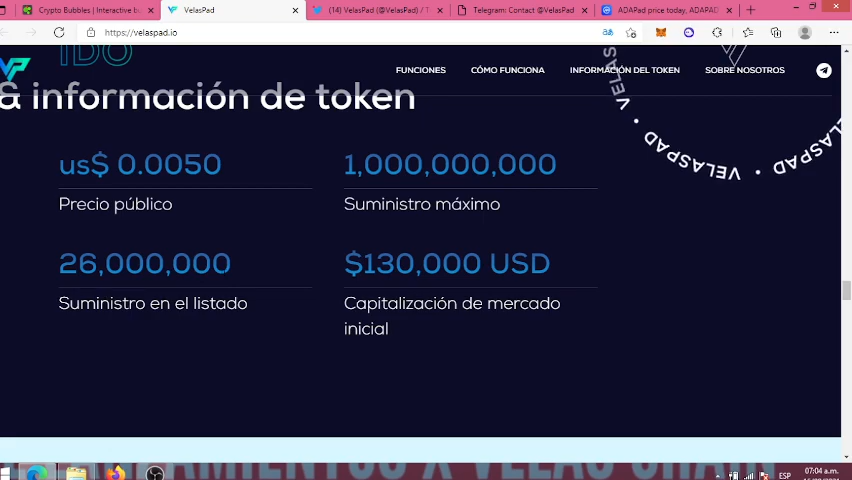 Crypto Bubbles | Interactive bu
VelasPad
(14) VelasPad (@VelasPad) / T
Telegram: Contact @VelasPad
ADAPad price today, ADAPAD
https://velaspad.io
IDO
FUNCIONES
CÓMO FUNCIONA
INFORMACIÓN DEL TOKEN
SOBRE NOSOTROS
& información de token
VELAS
• VELASPAD • VELASPAD •
us$ 0.0050
Precio público
1,000,000,000
Suministro máximo
26,000,000
Suministro en el listado
$130,000 USD
Capitalización de mercado
inicial
ESP
07:04 a.m.